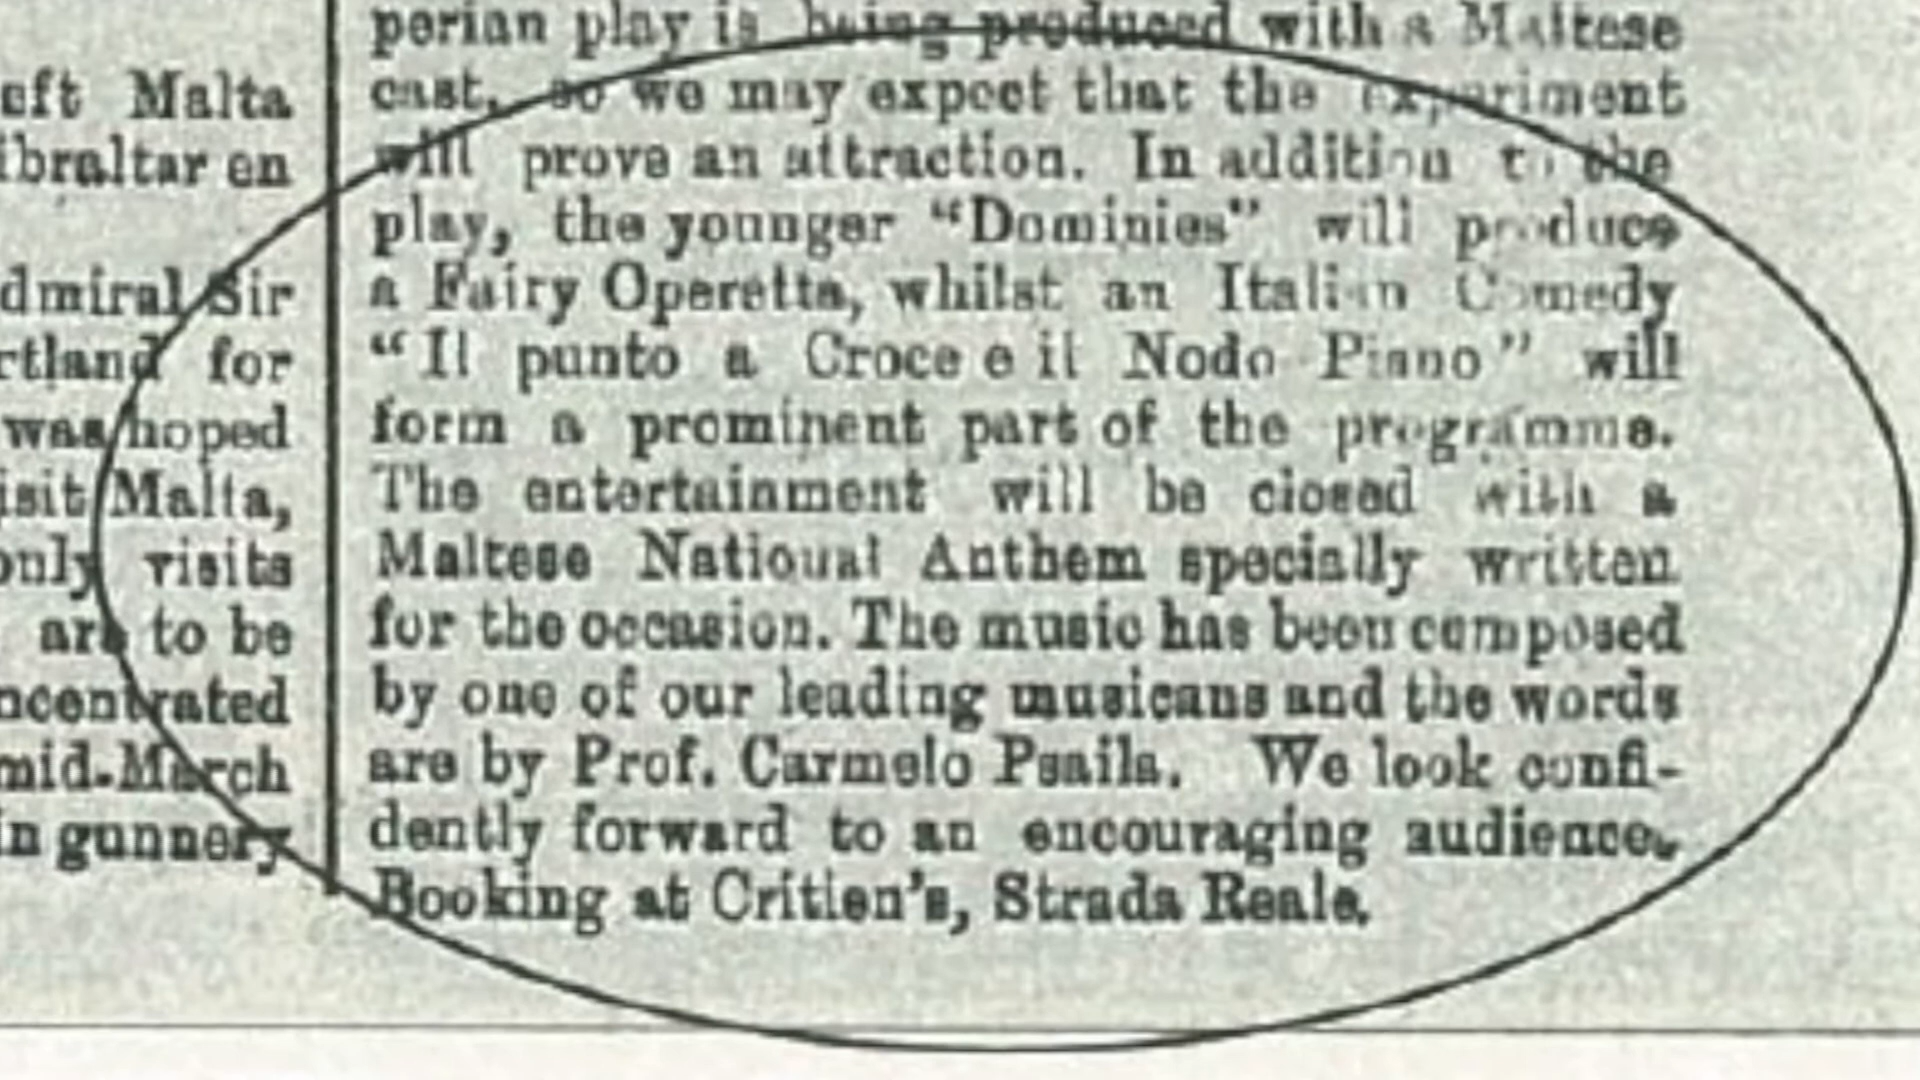 eft Malta
ibraltar en
dmiral Sir
rtland for
was hoped
isit Malta,
only visits
are to be
ncentrated
mid-March
in gunnery
perian play is being produced with a Maltese
cast, so we may expect that the experiment
will prove an attraction. In addition to the
play, the younger “Dominies” will produce
a Fairy Operetta, whilst an Italian Comedy
“Il punto a Croce e il Nodo Piano” will
form a prominent part of the programme.
The entertainment will be closed with a
Maltese National Anthem specially written
for the occasion. The music has been composed
by one of our leading musicans and the words
are by Prof. Carmelo Psaila. We look confi-
dently forward to an encouraging audience.
Booking at Critien's, Strada Reale.